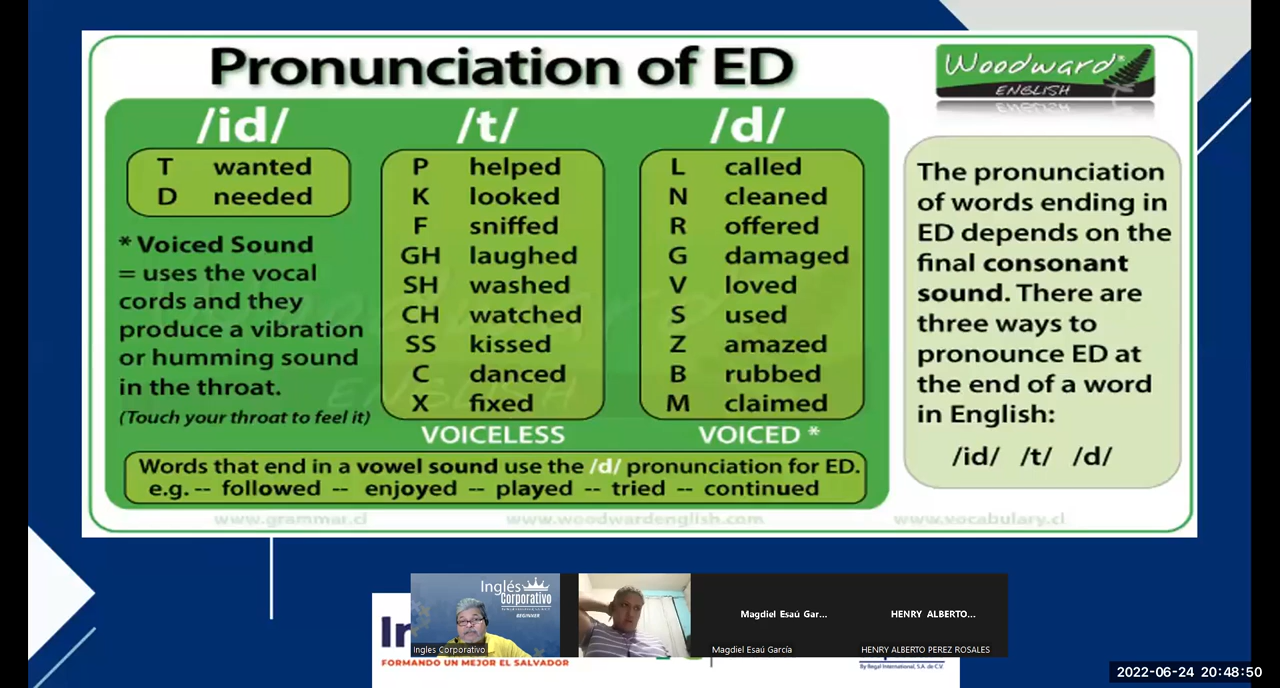 Pronunciation of ED
Woodward®
ENGLISH
/id/ /t/ /d/
T wanted
D needed
* Voiced Sound
= uses the vocal
cords and they
produce a vibration
or humming sound
in the throat.
(Touch your throat to feel it)
P helped
K looked
F sniffed
GH laughed
SH washed
CH watched
SS kissed
C danced
X fixed
VOICELESS
L called
N cleaned
R offered
G damaged
V loved
S used
Z amazed
B rubbed
M claimed
VOICED *
Words that end in a vowel sound use the /d/ pronunciation for ED.
e.g. -- followed -- enjoyed -- played -- tried -- continued
The pronunciation
of words ending in
ED depends on the
final consonant
sound. There are
three ways to
pronounce ED at
the end of a word
in English:
/id/ /t/ /d/
www.grammar.cl www.woodwardenglish.com www.vocabulary.cl
Inglés
Corporativo
BEGINNER
Ingles Corporativo
Magdiel Esaú Gar...
Magdiel Esaú García
HENRY ALBERTO...
HENRY ALBERTO PEREZ ROSALES
FORMANDO UN MEJOR EL SALVADOR
By Regal International, S.A. de C.V.
2022-06-24 20:48:50